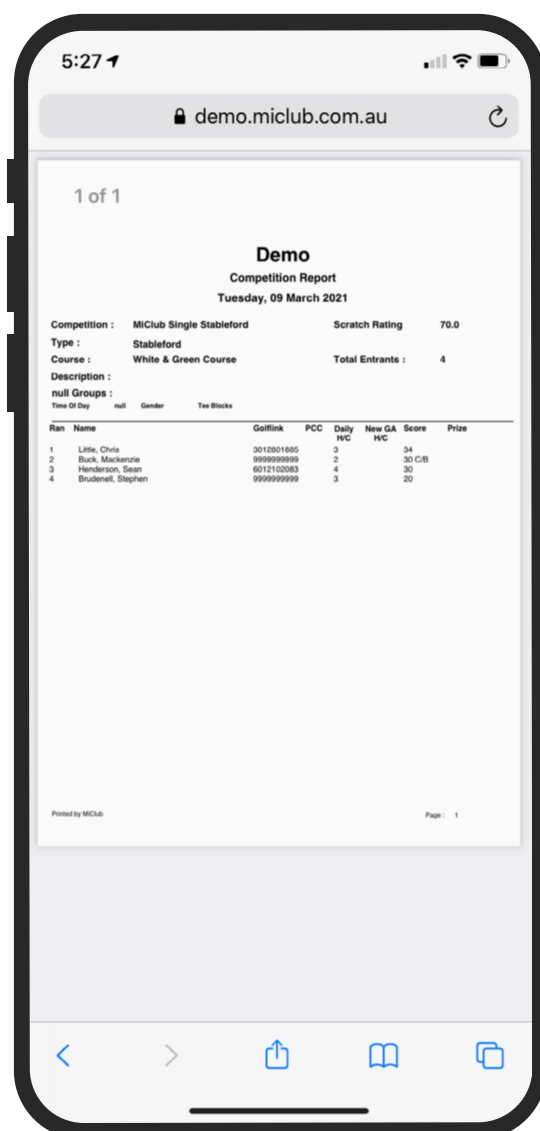 5:27
demo.miclub.com.au
1 of 1
Demo
Competition Report
Tuesday, 09 March 2021
Competition : MiClub Single Stableford Scratch Rating 70.0
Type : Stableford
Course : White & Green Course Total Entrants : 4
Description :
null Groups :
Time Of Day null Gender Tee Blocks
Ran Name Golflink PCC Daily H/C New GA H/C Score Prize
1 Little, Chris 3012801885 3 34
2 Buck, Mackenzie 9999999999 2 30 C/B
3 Henderson, Sean 6012102083 4 30
4 Brudenell, Stephen 9999999999 3 20
Printed by MiClub Page : 1